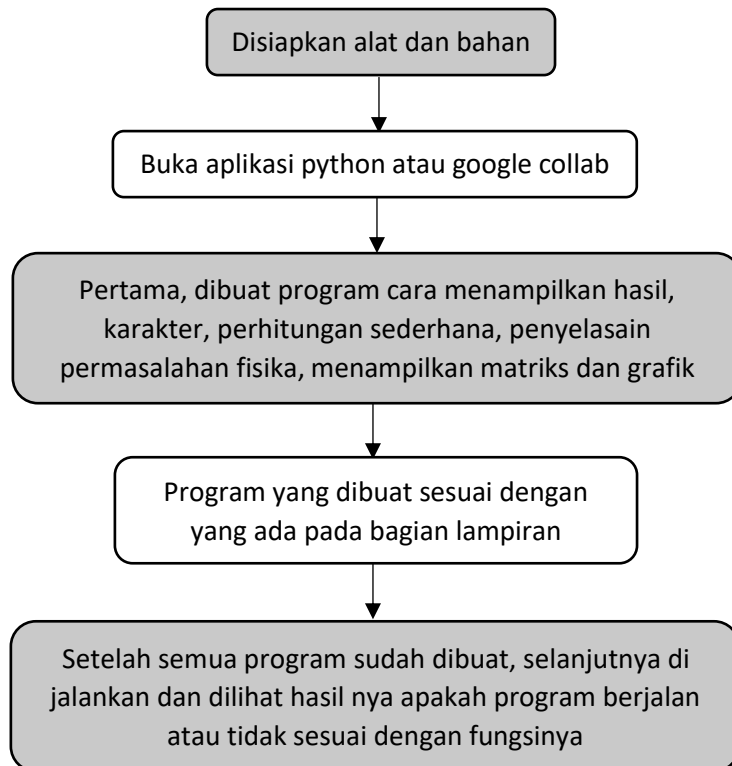 Disiapkan alat dan bahan
Buka aplikasi python atau google collab
Pertama, dibuat program cara menampilkan hasil,
karakter, perhitungan sederhana, penyelasain
permasalahan fisika, menampilkan matriks dan grafik
Program yang dibuat sesuai dengan
yang ada pada bagian lampiran
Setelah semua program sudah dibuat, selanjutnya di
jalankan dan dilihat hasil nya apakah program berjalan
atau tidak sesuai dengan fungsinya